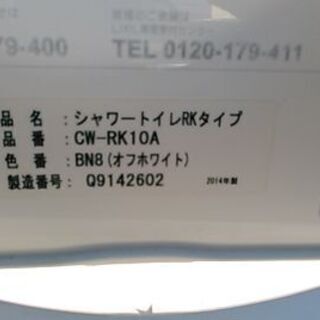 TEL 0120-179-411
79-400
品 名 :シャワートイレRKタイプ
品 番 :CW-RK10A
色 番 :BN8(オフホワイト)
製造番号:Q9142602 2014年製